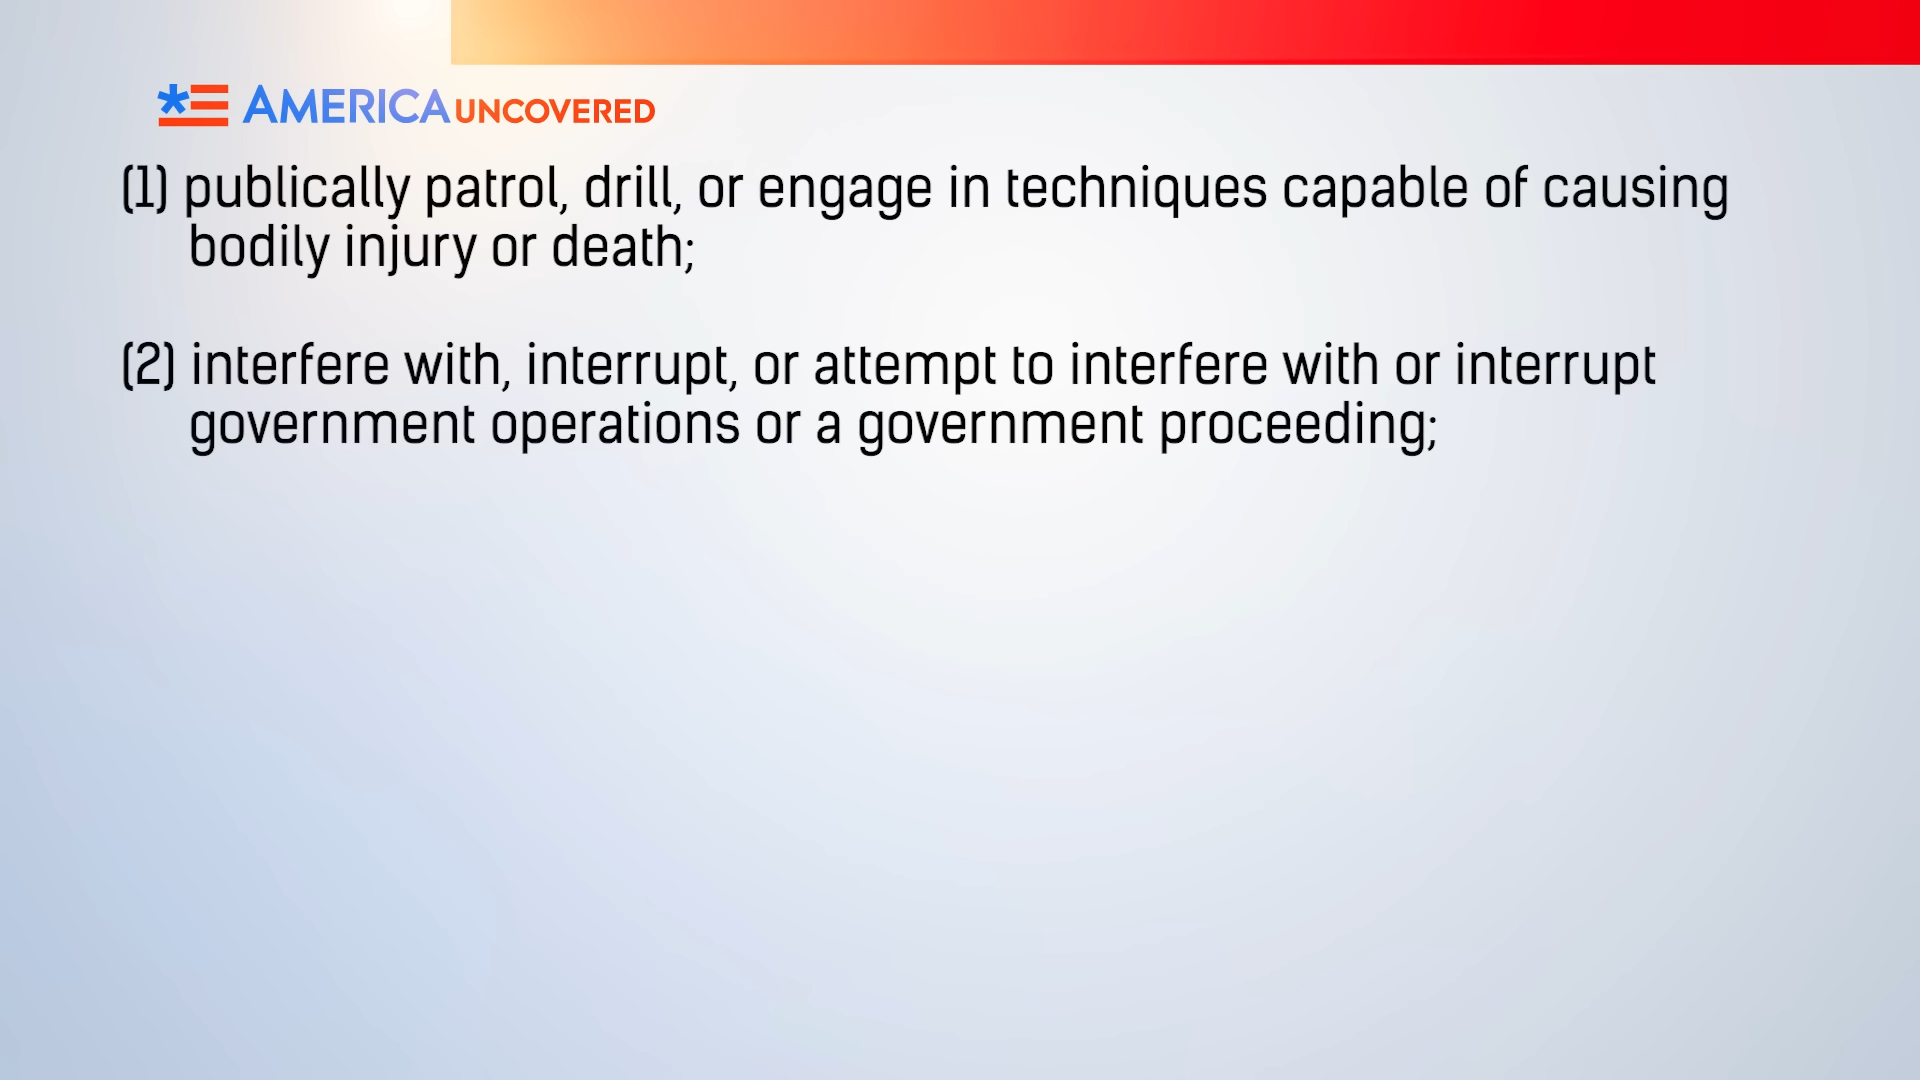 AMERICA UNCOVERED
(1) publically patrol, drill, or engage in techniques capable of causing
bodily injury or death;
(2) interfere with, interrupt, or attempt to interfere with or interrupt
government operations or a government proceeding;